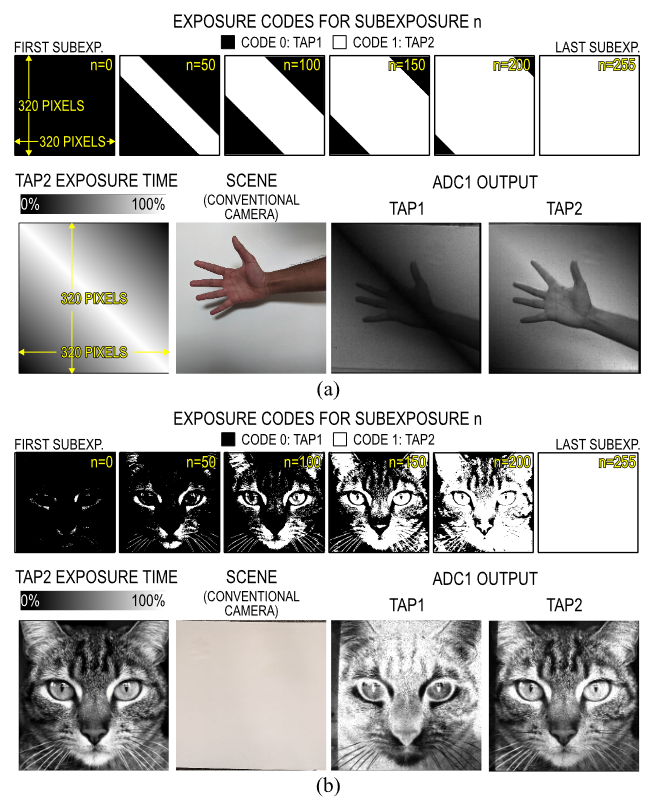 EXPOSURE CODES FOR SUBEXPOSURE n
CODE 0: TAP1 CODE 1: TAP2
FIRST SUBEXP. LAST SUBEXP.
n=0 n=50 n=100 n=150 n=200 n=255
320 PIXELS
320 PIXELS
TAP2 EXPOSURE TIME SCENE ADC1 OUTPUT
0% 100% (CONVENTIONAL CAMERA) TAP1 TAP2
320 PIXELS
320 PIXELS
(a)
EXPOSURE CODES FOR SUBEXPOSURE n
CODE 0: TAP1 CODE 1: TAP2
FIRST SUBEXP. LAST SUBEXP.
n=0 n=50 n=100 n=150 n=200 n=255
TAP2 EXPOSURE TIME SCENE ADC1 OUTPUT
0% 100% (CONVENTIONAL CAMERA) TAP1 TAP2
(b)